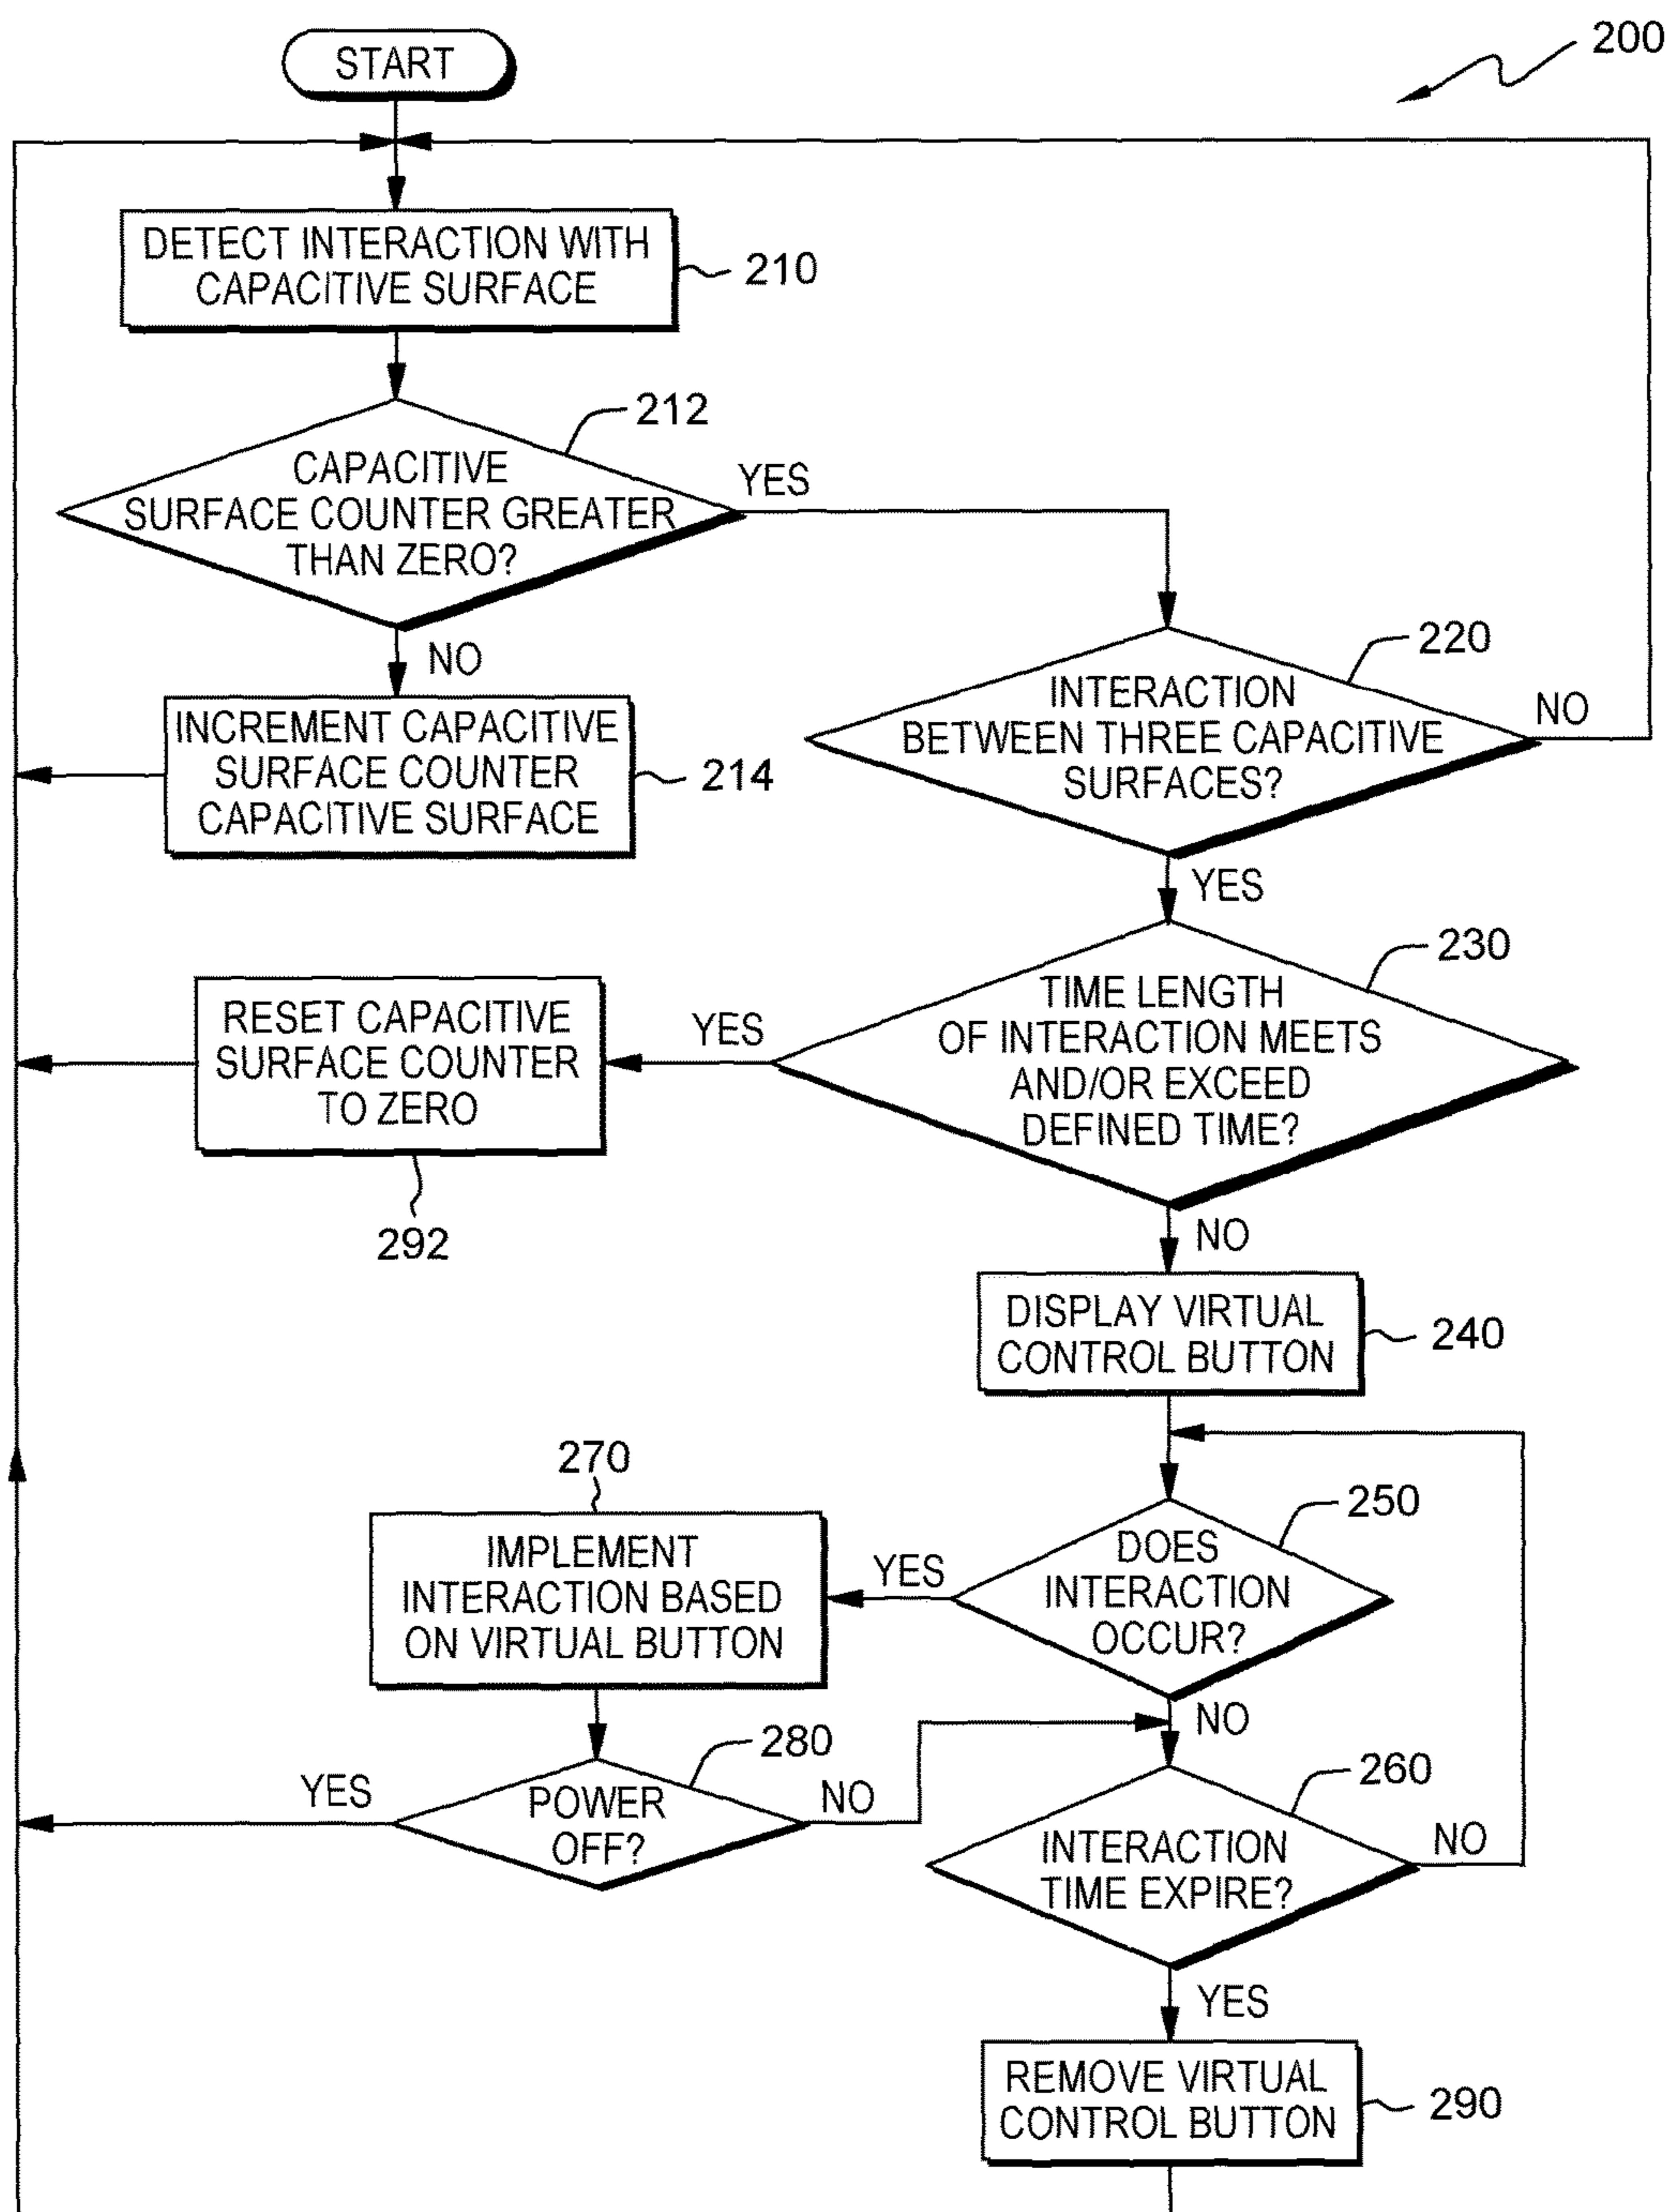 200
START
DETECT INTERACTION WITH
CAPACITIVE SURFACE
210
212
CAPACITIVE
SURFACE COUNTER GREATER
THAN ZERO?
YES
NO
220
INTERACTION
BETWEEN THREE CAPACITIVE
SURFACES?
NO
INCREMENT CAPACITIVE
SURFACE COUNTER
CAPACITIVE SURFACE
214
YES
230
TIME LENGTH
OF INTERACTION MEETS
AND/OR EXCEED
DEFINED TIME?
YES
RESET CAPACITIVE
SURFACE COUNTER
TO ZERO
292
NO
DISPLAY VIRTUAL
CONTROL BUTTON
240
250
DOES
INTERACTION
OCCUR?
YES
270
IMPLEMENT
INTERACTION BASED
ON VIRTUAL BUTTON
NO
280
POWER
OFF?
YES
NO
260
INTERACTION
TIME EXPIRE?
NO
YES
REMOVE VIRTUAL
CONTROL BUTTON
290